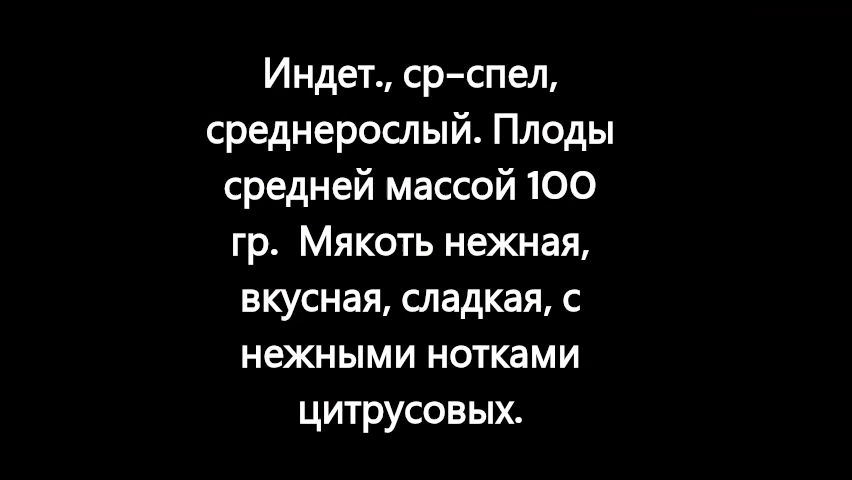 Индет., ср-спел,
среднерослый. Плоды
средней массой 100
гр.  Мякоть нежная,
вкусная, сладкая, с
нежными нотками
цитрусовых.